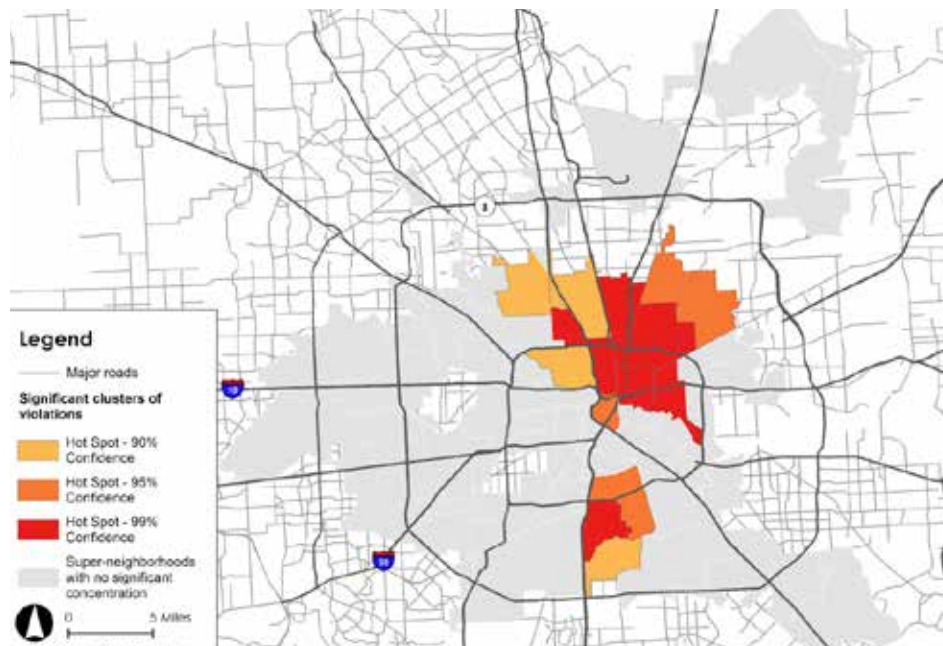 8
Legend
Major roads
Significant clusters of
violations
Hot Spot - 90%
Confidence
Hot Spot - 95%
Confidence
Hot Spot - 99%
Confidence
Super-neighborhoods
with no significant
concentration
0 5 Miles